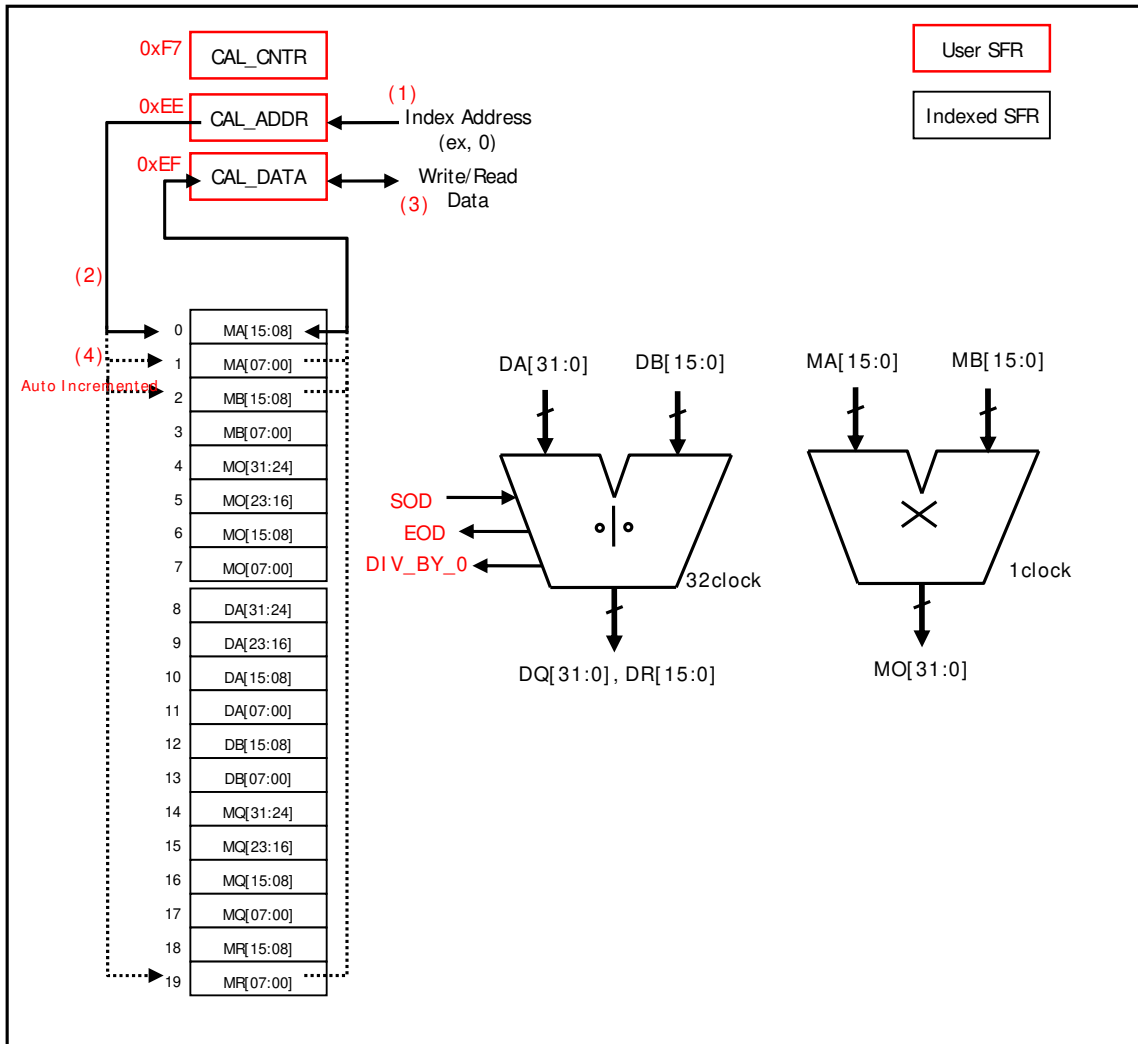 0xF7
CAL_CNTR
User SFR
0xEE
CAL_ADDR
(1)
Index Address
(ex, 0)
Indexed SFR
0xEF
CAL_DATA
Write/Read
Data
(3)
(2)
0 MA[15:08]
(4)
1 MA[07:00]
Auto Incremented
2 MB[15:08]
3 MB[07:00]
4 MO[31:24]
5 MO[23:16]
6 MO[15:08]
7 MO[07:00]
8 DA[31:24]
9 DA[23:16]
10 DA[15:08]
11 DA[07:00]
12 DB[15:08]
13 DB[07:00]
14 MQ[31:24]
15 MQ[23:16]
16 MQ[15:08]
17 MQ[07:00]
18 MR[15:08]
19 MR[07:00]
DA[31:0] DB[15:0]
SOD
EOD
DIV_BY_0
32clock
DQ[31:0], DR[15:0]
MA[15:0] MB[15:0]
1clock
MO[31:0]